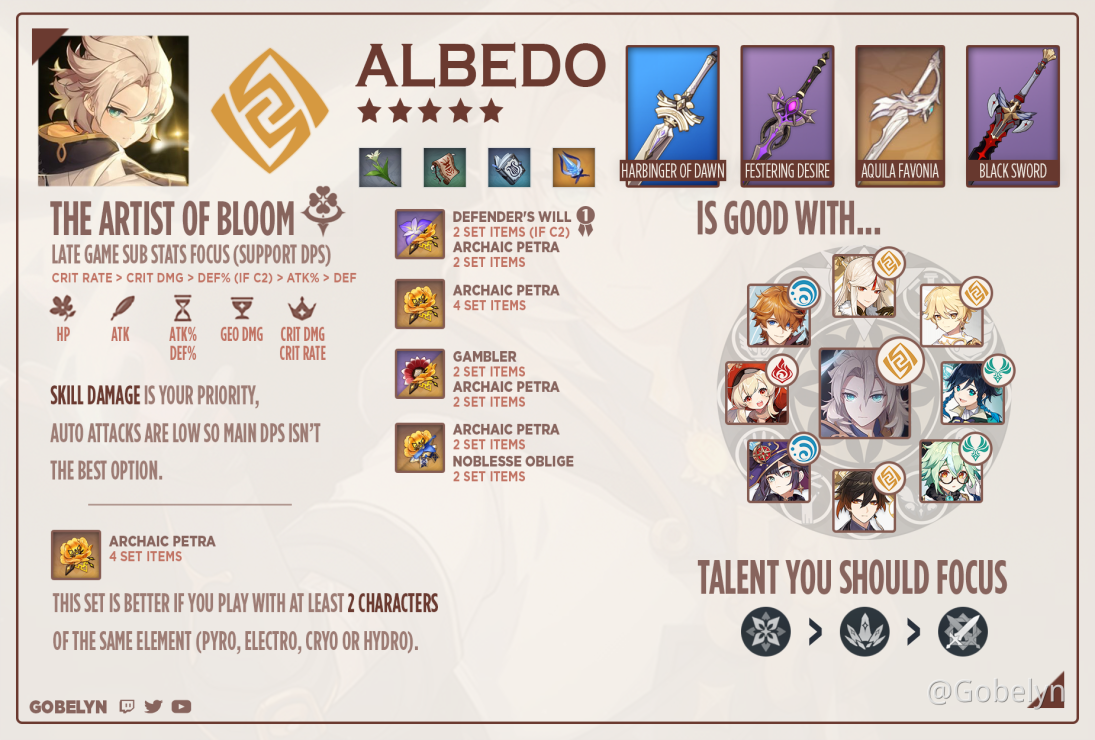 ALBEDO
HARBINGER OF DAWN
FESTERING DESIRE
AQUILA FAVONIA
BLACK SWORD
THE ARTIST OF BLOOM
LATE GAME SUB STATS FOCUS (SUPPORT DPS)
CRIT RATE > CRIT DMG > DEF% (IF C2) > ATK% > DEF
HP
ATK
ATK%
DEF%
GEO DMG
CRIT DMG
CRIT RATE
SKILL DAMAGE IS YOUR PRIORITY,
AUTO ATTACKS ARE LOW SO MAIN DPS ISN'T
THE BEST OPTION.
DEFENDER'S WILL 1
2 SET ITEMS (IF C2)
ARCHAIC PETRA
2 SET ITEMS
ARCHAIC PETRA
4 SET ITEMS
GAMBLER
2 SET ITEMS
ARCHAIC PETRA
2 SET ITEMS
ARCHAIC PETRA
2 SET ITEMS
NOBLESSE OBLIGE
2 SET ITEMS
ARCHAIC PETRA
4 SET ITEMS
THIS SET IS BETTER IF YOU PLAY WITH AT LEAST 2 CHARACTERS
OF THE SAME ELEMENT (PYRO, ELECTRO, CRYO OR HYDRO).
IS GOOD WITH...
TALENT YOU SHOULD FOCUS
> >
GOBELYN
@Gobelyn